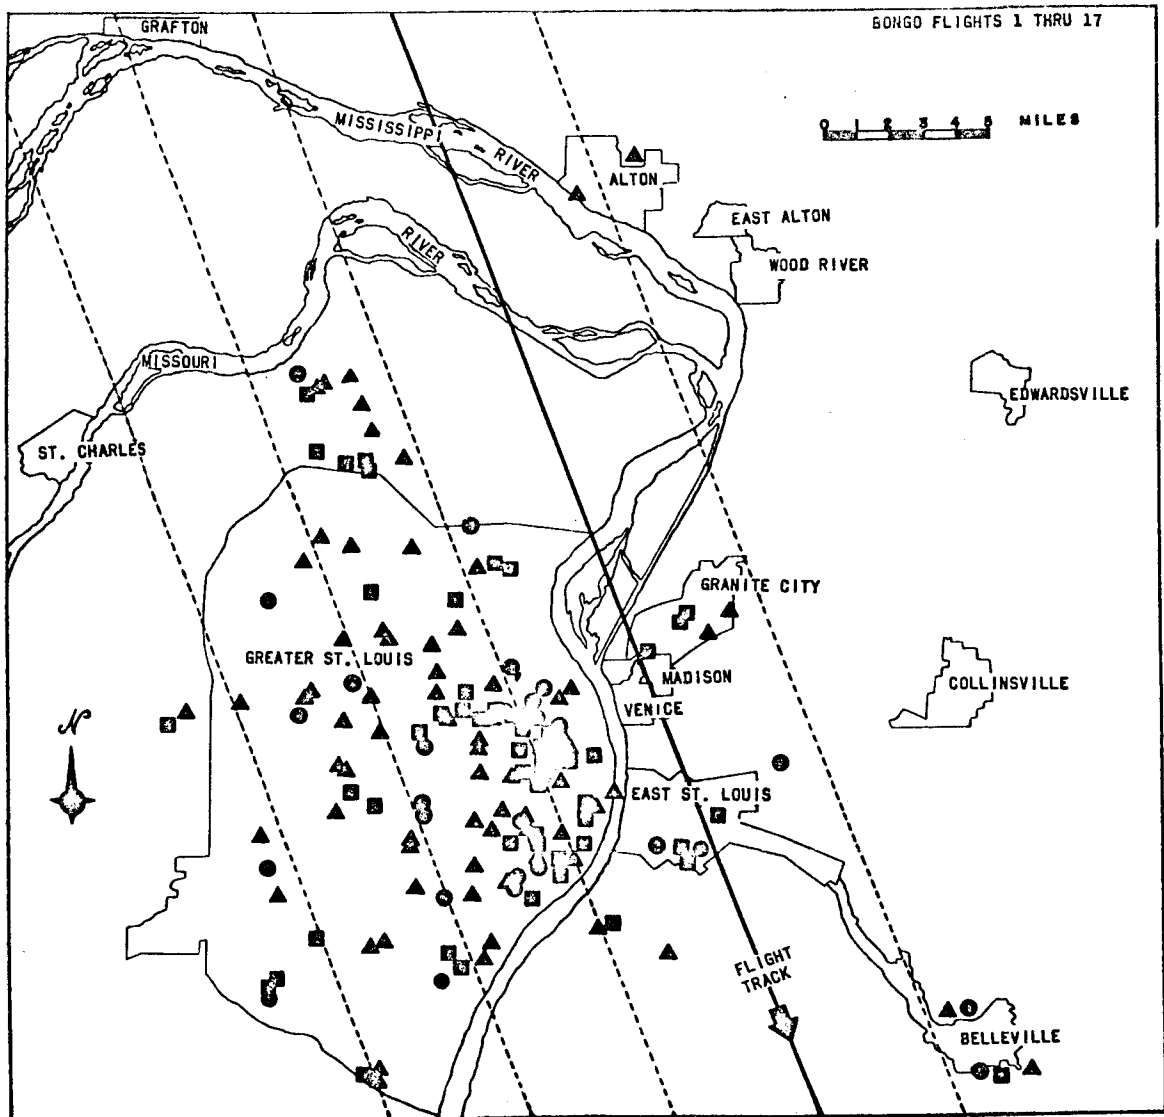 GRAFTON
BONGO FLIGHTS 1 THRU 17
0 1 2 3 4 5 MILES
MISSISSIPPI
RIVER
ALTON
EAST ALTON
RIVER
WOOD RIVER
MISSOURI
EDWARDSVILLE
ST. CHARLES
GRANITE CITY
GREATER ST. LOUIS
MADISON
COLLINSVILLE
VENICE
N
EAST ST. LOUIS
FLIGHT
TRACK
BELLEVILLE